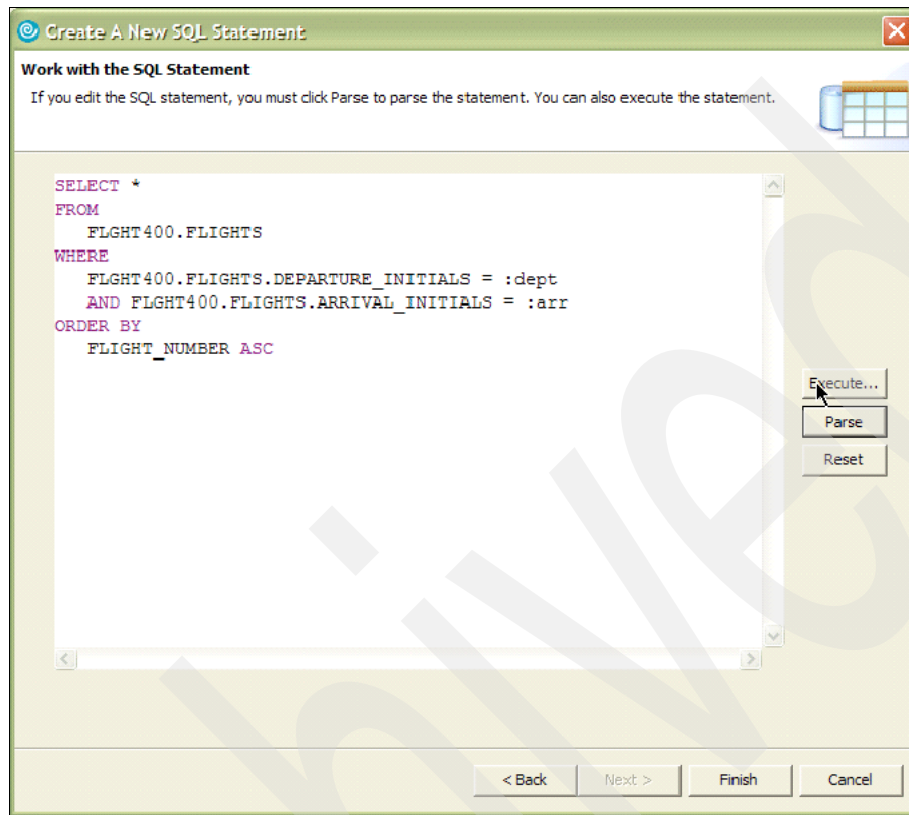 Create A New SQL Statement
Work with the SQL Statement
If you edit the SQL statement, you must click Parse to parse the statement. You can also execute the statement.
SELECT *
FROM
FLGHT400.FLIGHTS
WHERE
FLGHT400.FLIGHTS.DEPARTURE_INITIALS = :dept
AND FLGHT400.FLIGHTS.ARRIVAL_INITIALS = :arr
ORDER BY
FLIGHT_NUMBER ASC
Execute...
Parse
Reset
< Back
Next >
Finish
Cancel